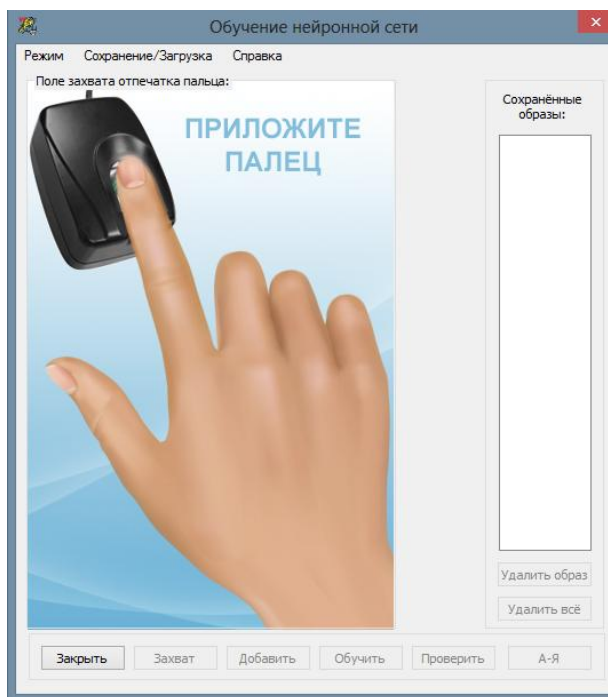 Обучение нейронной сети
Режим Сохранение/Загрузка Справка
Поле захвата отпечатка пальца:
ПРИЛОЖИТЕ
ПАЛЕЦ
Сохранённые
образы:
Удалить образ
Удалить всё
Закрыть Захват Добавить Обучить Проверить А-Я